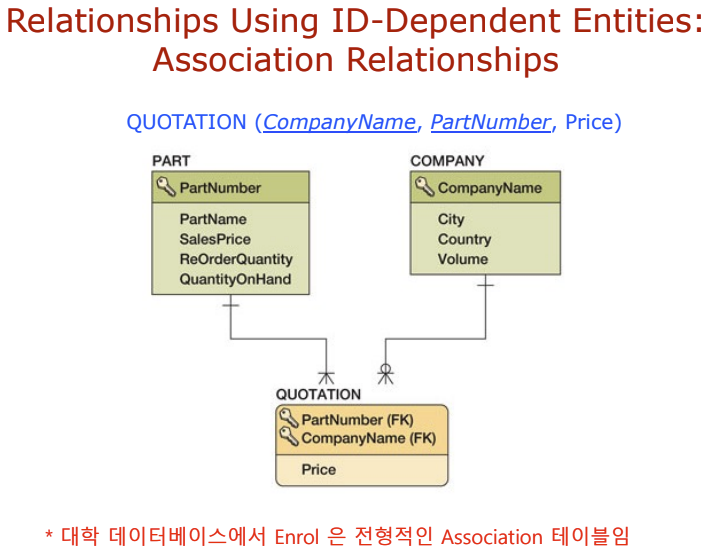 Relationships Using ID-Dependent Entities:
Association Relationships
QUOTATION (CompanyName, PartNumber, Price)
PART
PartNumber
PartName
SalesPrice
ReOrderQuantity
QuantityOnHand
COMPANY
CompanyName
City
Country
Volume
QUOTATION
PartNumber (FK)
CompanyName (FK)
Price
* 대학 데이터베이스에서 Enrol 은 전형적인 Association 테이블임